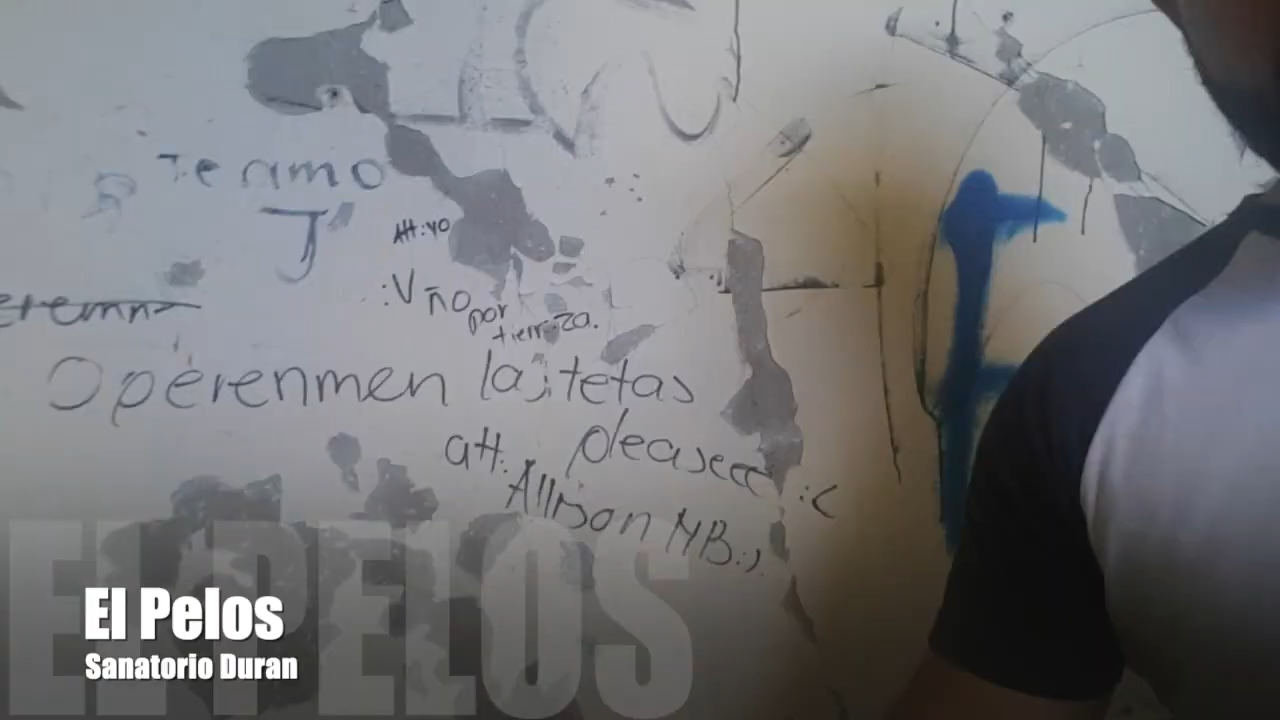 Te amo
J
Att: yo
:V ño por tierroza.
Operenmen las tetas
pleaseee :<
att.
Allison MB :).
EL PELOS
El Pelos
Sanatorio Duran